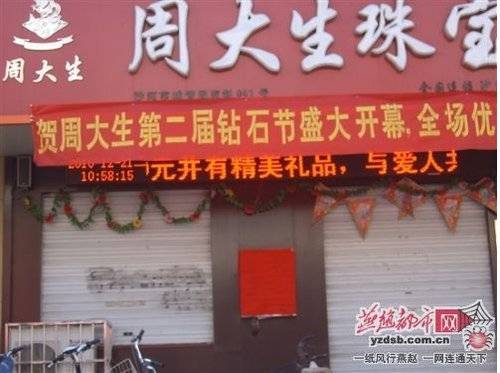 周大生珠宝
周大生
贺周大生第二届钻石节盛大开幕,全场优
2010-12-21
10:58:15
元并有精美礼品，与爱人共
燕赵都市网
yzdsb.com.cn
一纸风行燕赵 一网连通天下